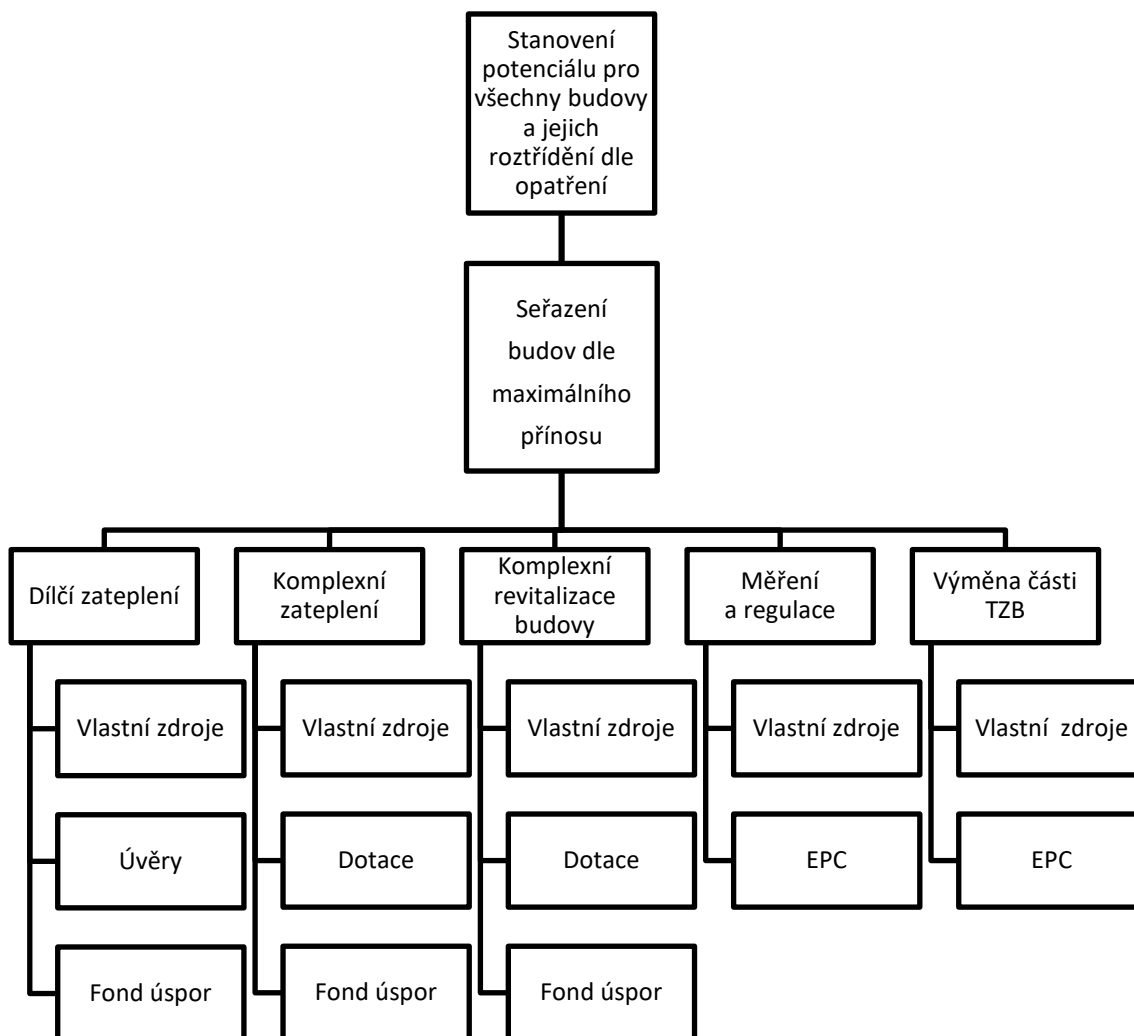 Stanovení
potenciálu pro
všechny budovy
a jejich
roztřídění dle
opatření
Seřazení
budov dle
maximálního
přínosu
Dílčí zateplení
Komplexní
zateplení
Komplexní
revitalizace
budovy
Měření
a regulace
Výměna části
TZB
Vlastní zdroje
Vlastní zdroje
Vlastní zdroje
Vlastní zdroje
Vlastní zdroje
Úvěry
Dotace
Dotace
EPC
EPC
Fond úspor
Fond úspor
Fond úspor